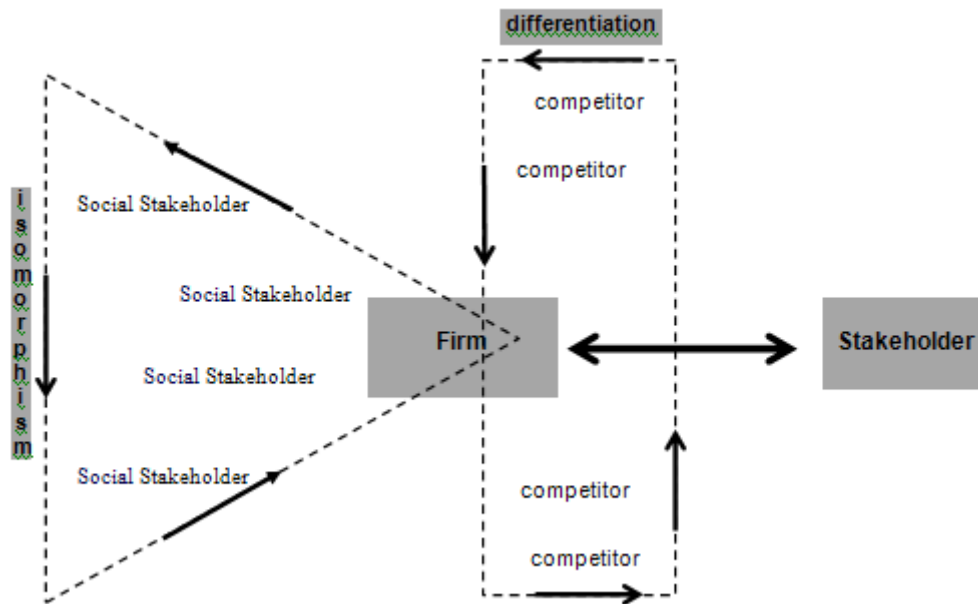 differentiation
competitor
competitor
Social Stakeholder
isomorphism
Social Stakeholder
Firm
Stakeholder
Social Stakeholder
Social Stakeholder
competitor
competitor